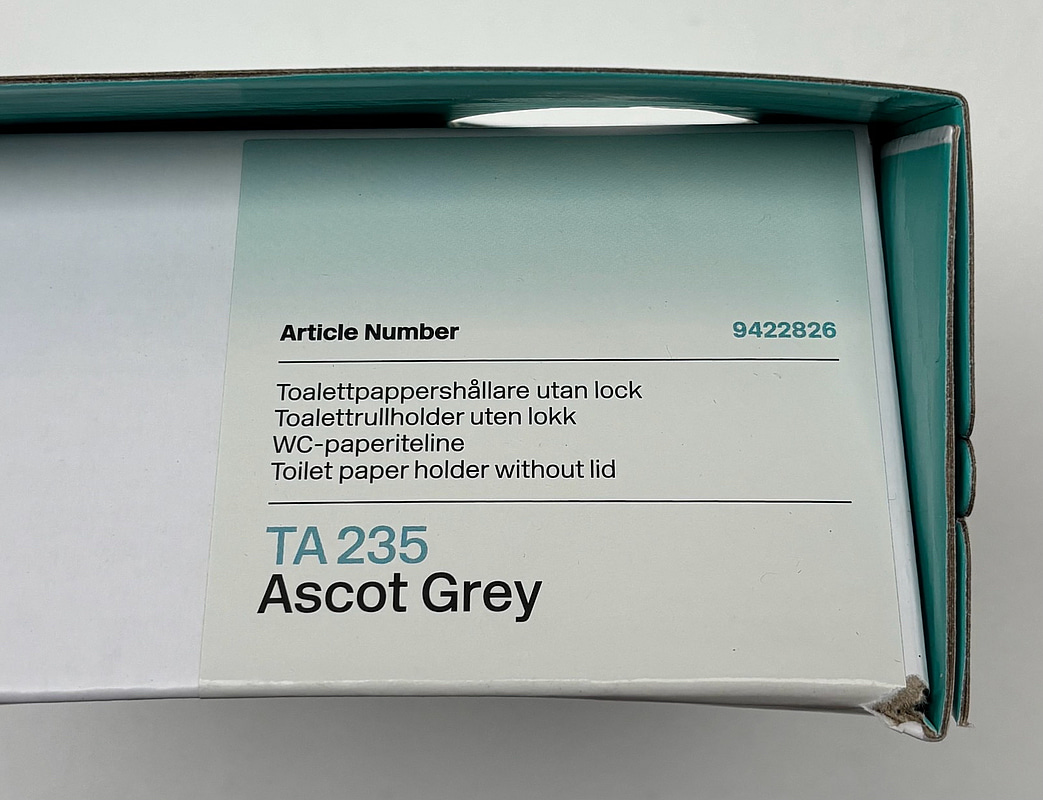 Article Number 9422826
Toalettpappershållare utan lock
Toalettrullholder uten lokk
WC-paperiteline
Toilet paper holder without lid
TA 235
Ascot Grey